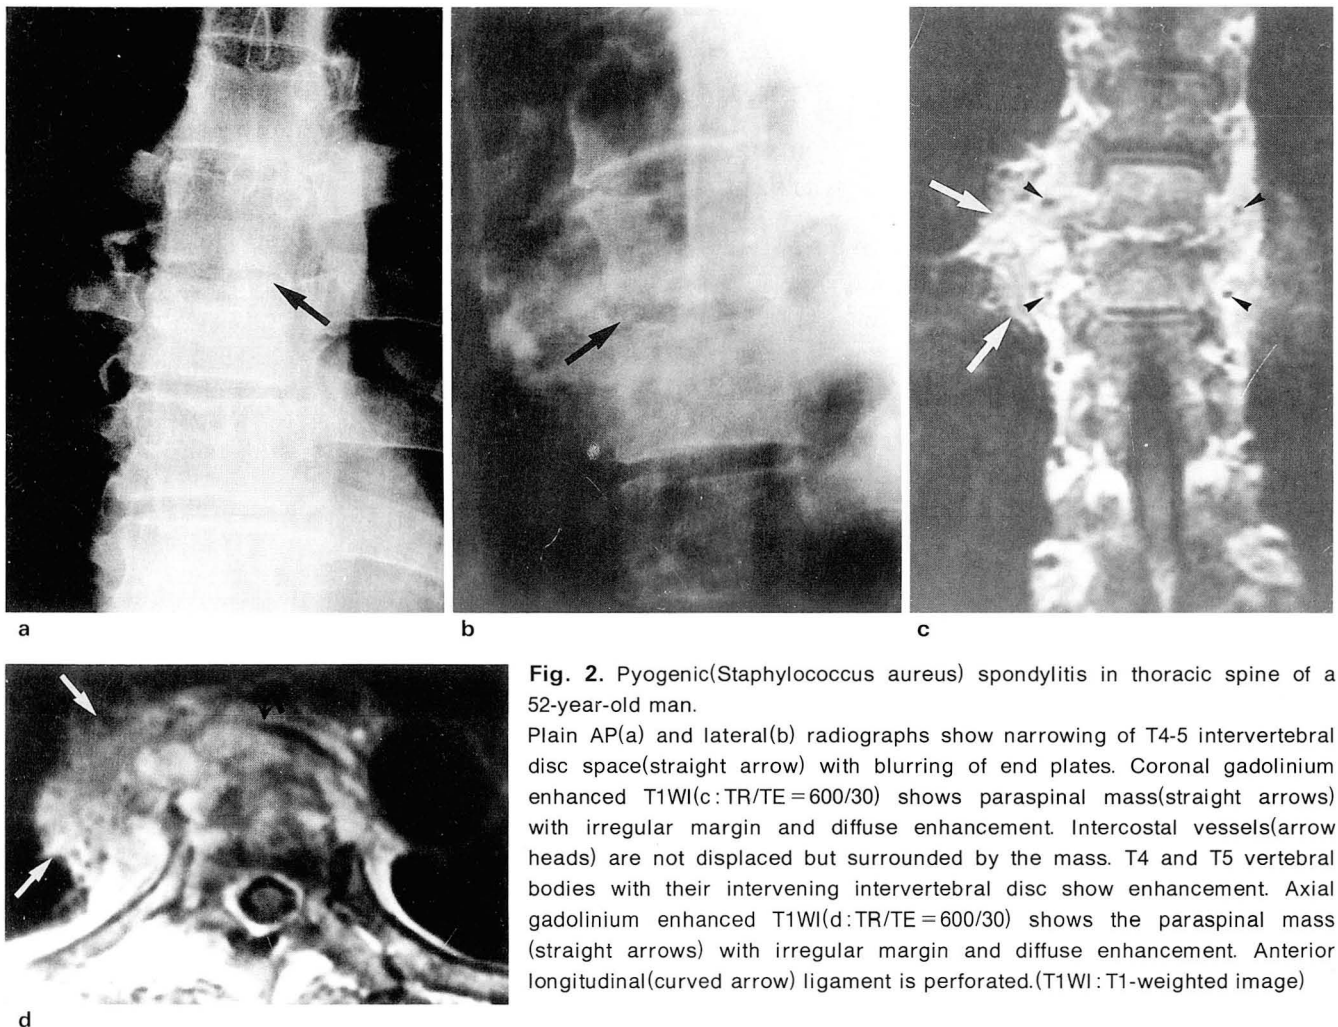 a
b
c
d
Fig. 2. Pyogenic(Staphylococcus aureus) spondylitis in thoracic spine of a
52-year-old man.
Plain AP(a) and lateral(b) radiographs show narrowing of T4-5 intervertebral
disc space(straight arrow) with blurring of end plates. Coronal gadolinium
enhanced T1WI(c : TR/TE = 600/30) shows paraspinal mass(straight arrows)
with irregular margin and diffuse enhancement. Intercostal vessels(arrow
heads) are not displaced but surrounded by the mass. T4 and T5 vertebral
bodies with their intervening intervertebral disc show enhancement. Axial
gadolinium enhanced T1WI(d : TR/TE = 600/30) shows the paraspinal mass
(straight arrows) with irregular margin and diffuse enhancement. Anterior
longitudinal(curved arrow) ligament is perforated.(T1WI : T1-weighted image)